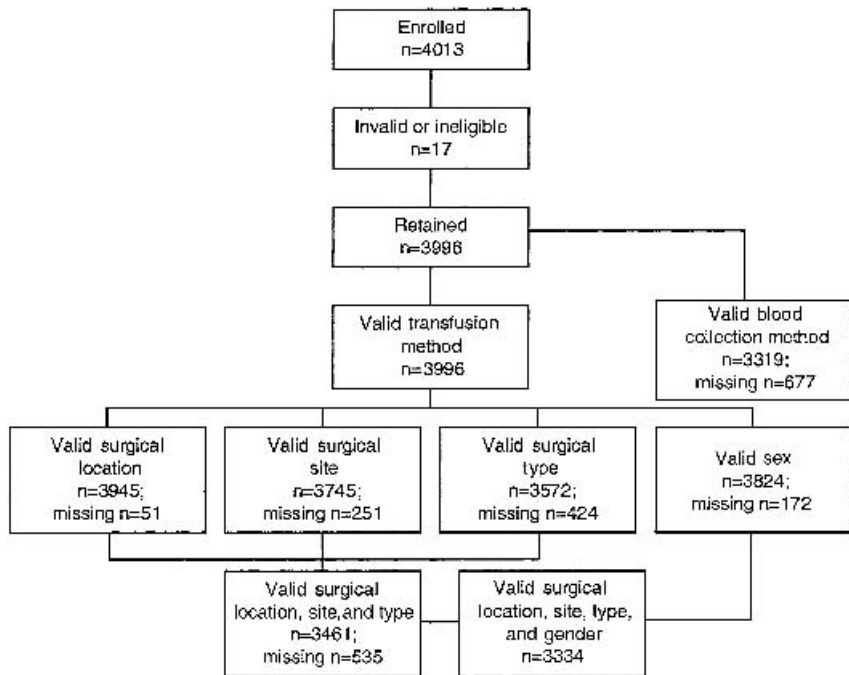 Enrolled
n=4013
Invalid or ineligible
n=17
Retained
n=3996
Valid transfusion
method
n=3996
Valid blood
collection method
n=3319;
missing n=677
Valid surgical
location
n=3945;
missing n=51
Valid surgical
site
n=3745;
missing n=251
Valid surgical
type
n=3572;
missing n=424
Valid sex
n=3824;
missing n=172
Valid surgical
location, site,and type
n=3461;
missing n=535
Valid surgical
location, site, type,
and gender
n=3334